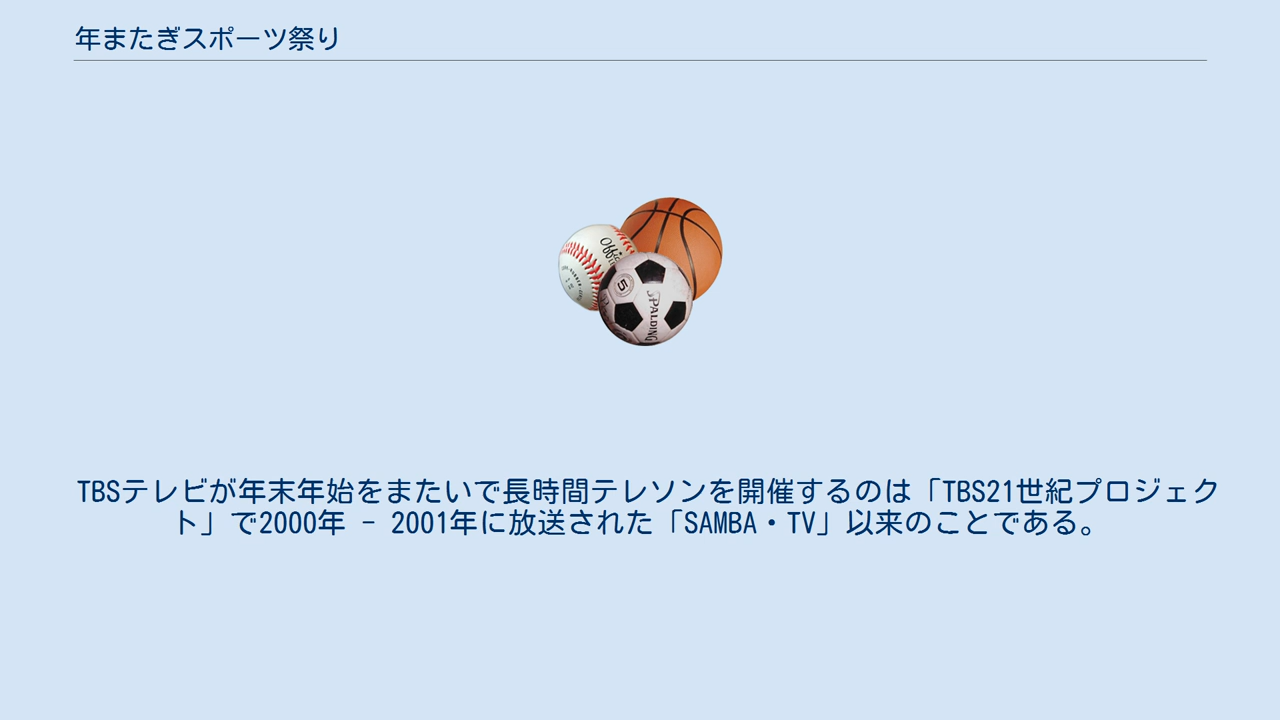 年またぎスポーツ祭り
Offic
5
SPALDING
TBSテレビが年末年始をまたいで長時間テレソンを開催するのは「TBS21世紀プロジェク
ト」で2000年 - 2001年に放送された「SAMBA・TV」以来のことである。